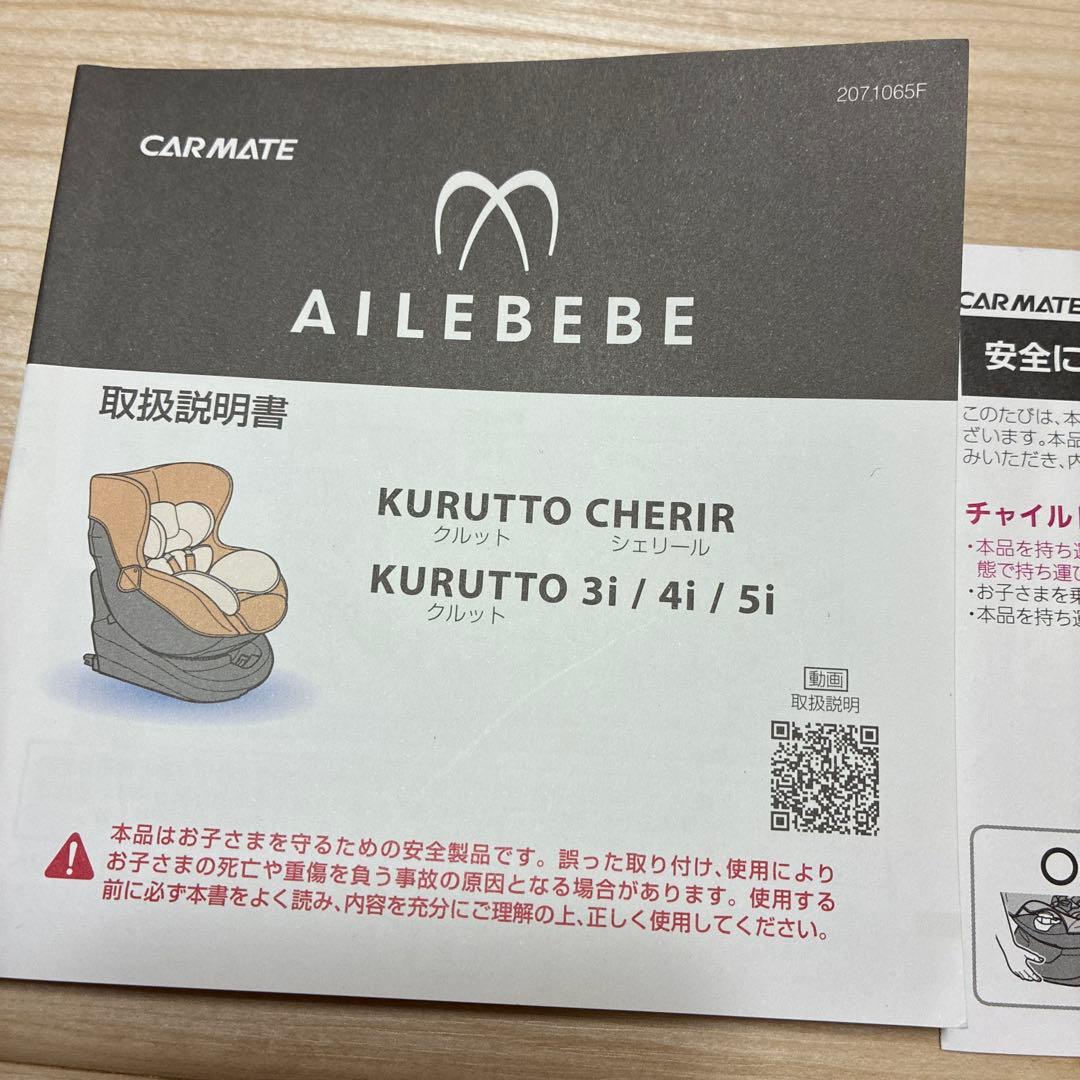 2071065F
CARMATE
AILEBEBE
取扱説明書
KURUTTO CHERIR
クルット シェリール
KURUTTO 3i / 4i / 5i
クルット
動画
取扱説明
本品はお子さまを守るための安全製品です。誤った取り付け、使用により
お子さまの死亡や重傷を負う事故の原因となる場合があります。使用する
前に必ず本書をよく読み、内容を充分にご理解の上、正しく使用してください。
CARMATE
安全に
このたびは、本
ざいます。本品
みいただき、内
チャイル
・本品を持ち運
態で持ち運び
・お子さまを乗
・本品を持ち運